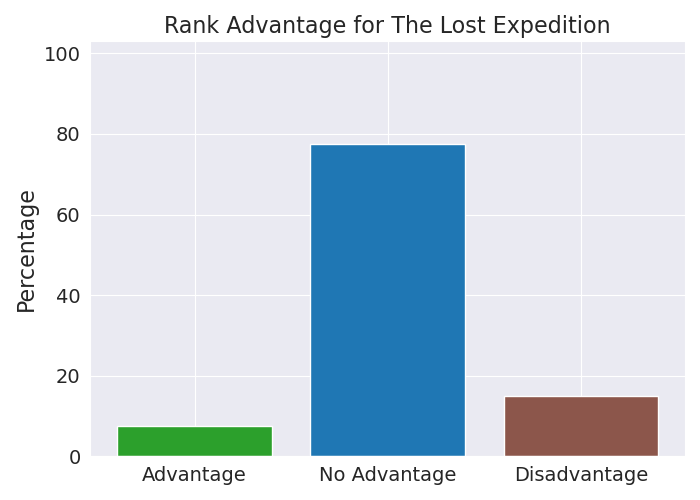 Rank Advantage for The Lost Expedition
100
80
60
40
20
0
Percentage
Advantage
No Advantage
Disadvantage